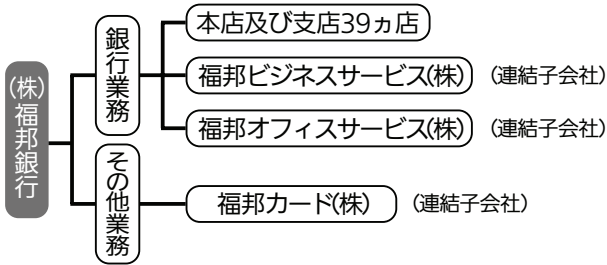 (株)福邦銀行
銀行業務
本店及び支店39ヵ店
福邦ビジネスサービス(株) (連結子会社)
福邦オフィスサービス(株) (連結子会社)
その他業務
福邦カード(株) (連結子会社)